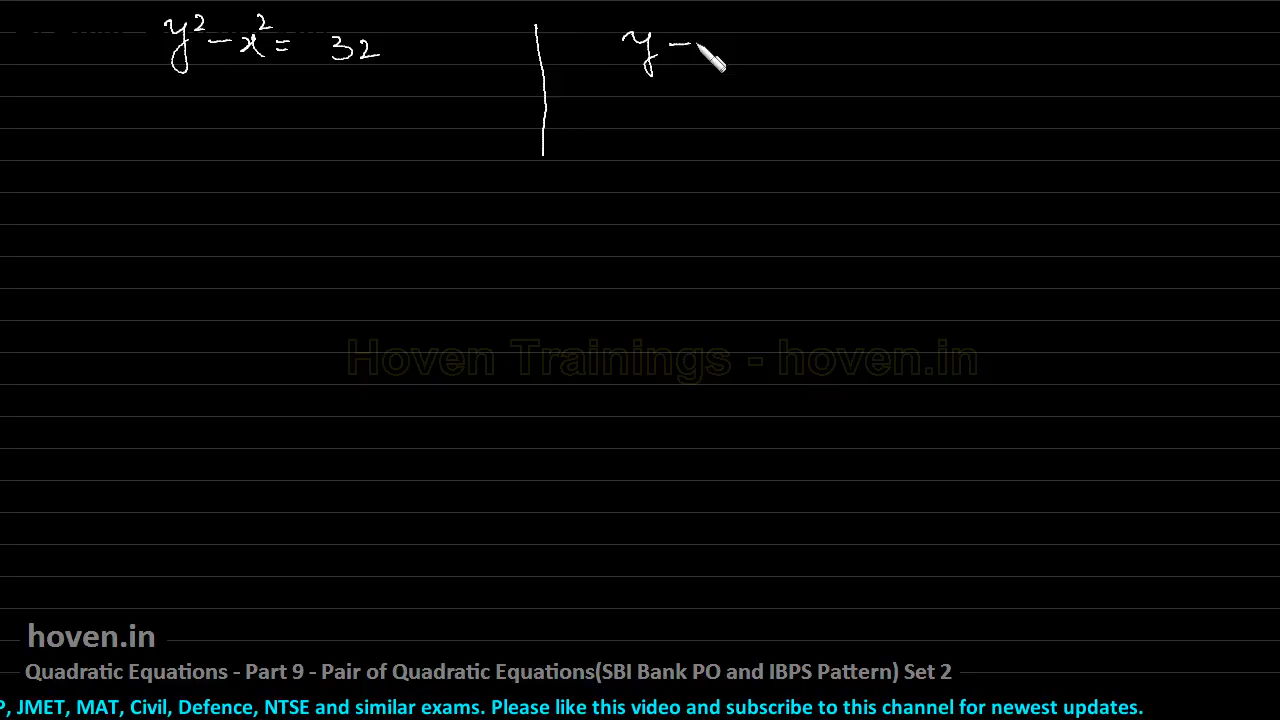 y² - x² = 32
y -
Hoven Trainings - hoven.in
hoven.in
Quadratic Equations - Part 9 - Pair of Quadratic Equations(SBI Bank PO and IBPS Pattern) Set 2
P, JMET, MAT, Civil, Defence, NTSE and similar exams. Please like this video and subscribe to this channel for newest updates.